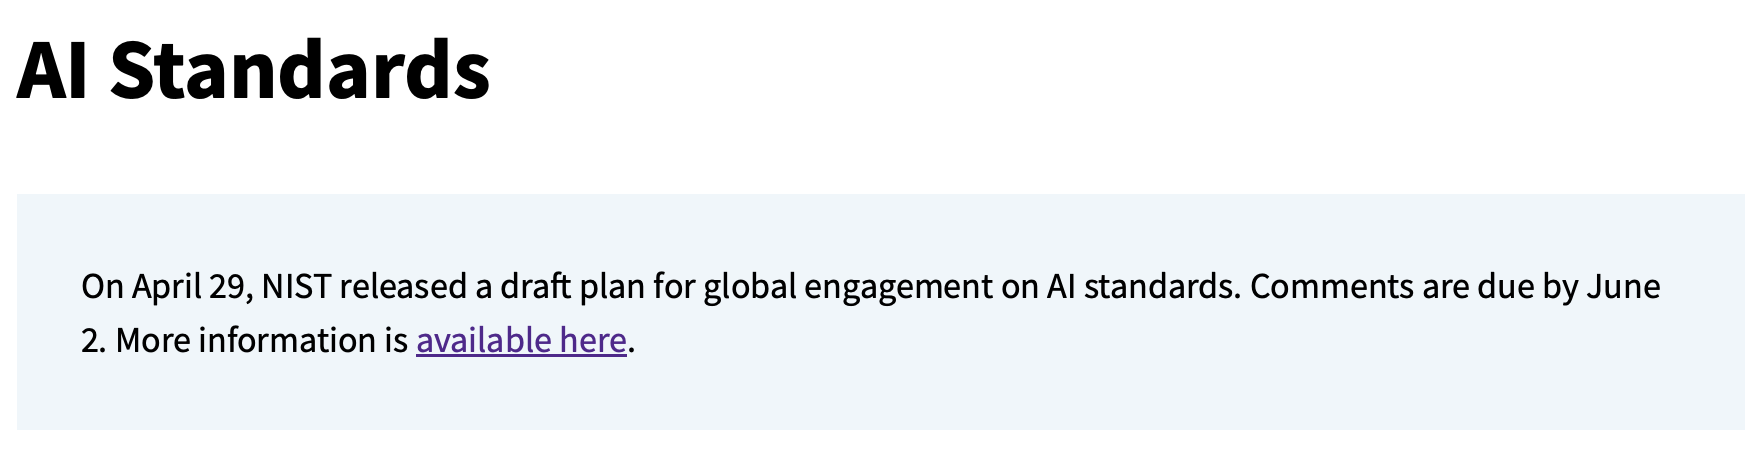 AI Standards
On April 29, NIST released a draft plan for global engagement on AI standards. Comments are due by June
2. More information is available here.